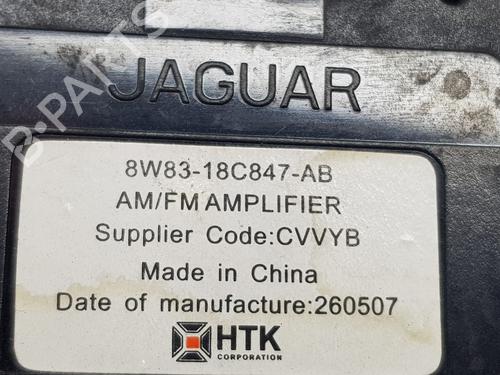 JAGUAR
8W83-18C847-AB
AM/FM AMPLIFIER
Supplier Code:CVVYB
Made in China
Date of manufacture:260507
HTK
CORPORATION
B-PARTS